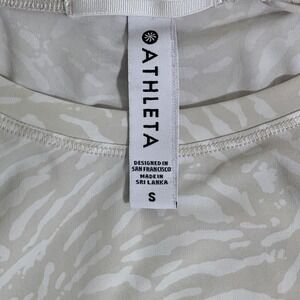 ATHLETA
DESIGNED IN
SAN FRANCISCO
MADE IN
SRI LANKA
S